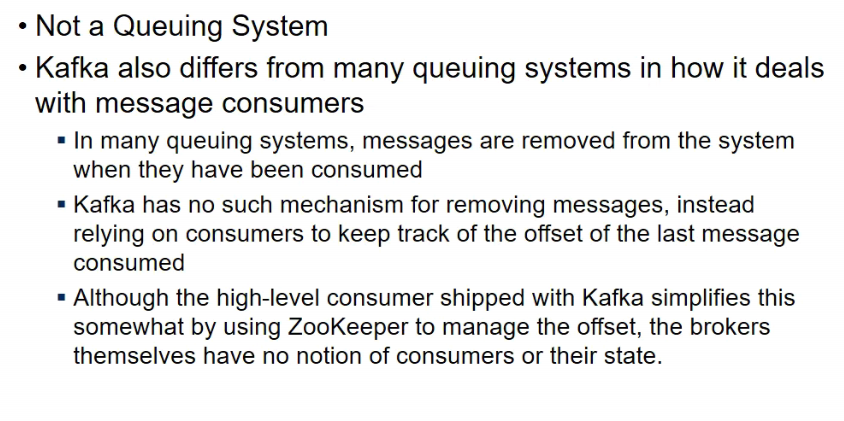 • Not a Queuing System
• Kafka also differs from many queuing systems in how it deals
with message consumers
▪ In many queuing systems, messages are removed from the system
when they have been consumed
▪ Kafka has no such mechanism for removing messages, instead
relying on consumers to keep track of the offset of the last message
consumed
▪ Although the high-level consumer shipped with Kafka simplifies this
somewhat by using ZooKeeper to manage the offset, the brokers
themselves have no notion of consumers or their state.